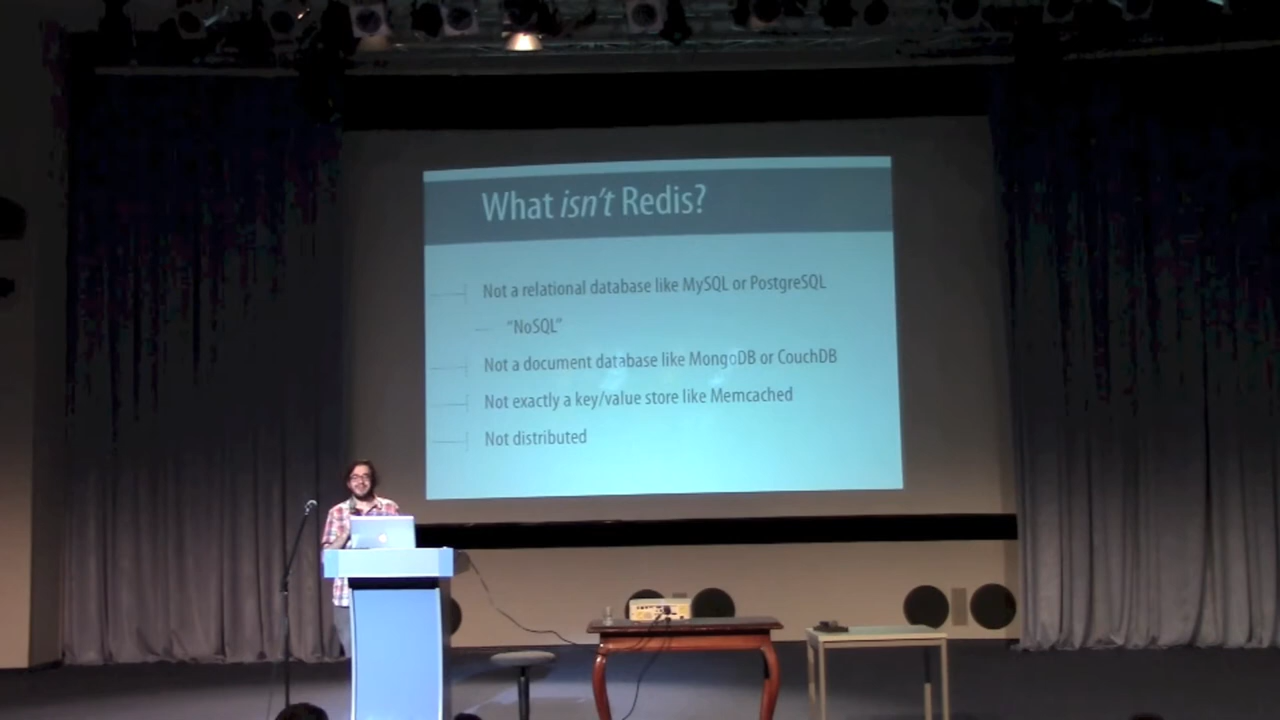 What isn't Redis?
Not a relational database like MySQL or PostgreSQL
“NoSQL”
Not a document database like MongoDB or CouchDB
Not exactly a key/value store like Memcached
Not distributed